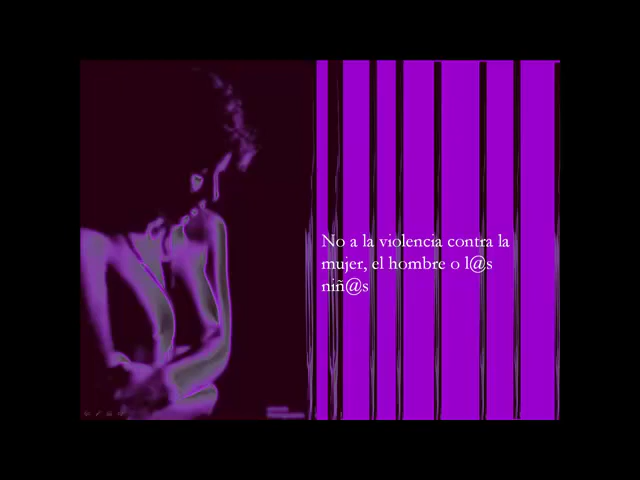 No a la violencia contra la
mujer, el hombre o l@s
niñ@s